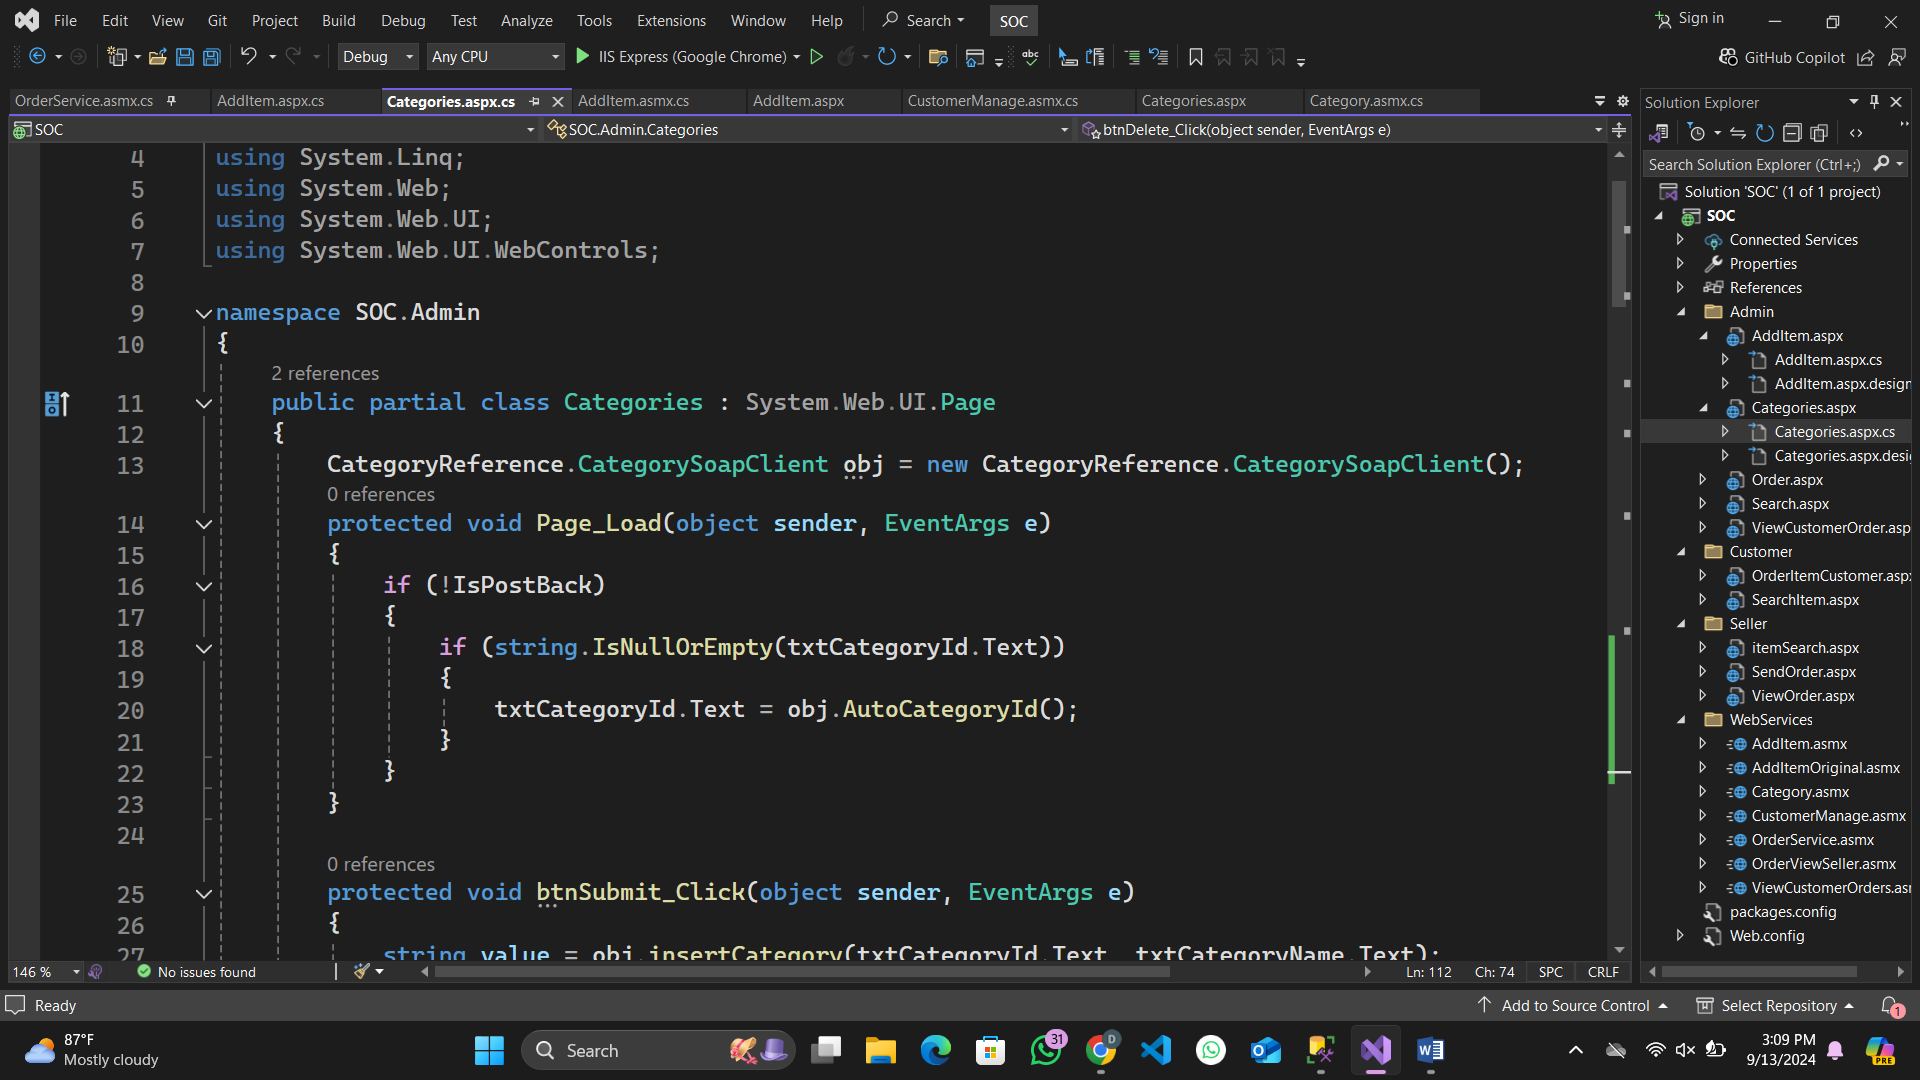 File Edit View Git Project Build Debug Test Analyze Tools Extensions Window Help Search SOC Sign in
Debug Any CPU IIS Express (Google Chrome) GitHub Copilot
OrderService.asmx.cs AddItem.aspx.cs Categories.aspx.cs AddItem.asmx.cs AddItem.aspx CustomerManage.asmx.cs Categories.aspx Category.asmx.cs
SOC SOC.Admin.Categories btnDelete_Click(object sender, EventArgs e)
4 using System.Linq;
5 using System.Web;
6 using System.Web.UI;
7 using System.Web.UI.WebControls;
8
9 namespace SOC.Admin
10 {
2 references
11 public partial class Categories : System.Web.UI.Page
12 {
13 CategoryReference.CategorySoapClient obj = new CategoryReference.CategorySoapClient();
0 references
14 protected void Page_Load(object sender, EventArgs e)
15 {
16 if (!IsPostBack)
17 {
18 if (string.IsNullOrEmpty(txtCategoryId.Text))
19 {
20 txtCategoryId.Text = obj.AutoCategoryId();
21 }
22 }
23 }
24
0 references
25 protected void btnSubmit_Click(object sender, EventArgs e)
26 {
27 string value = obj.insertCategory(txtCategoryId.Text, txtCategoryName.Text);
146 % No issues found Ln: 112 Ch: 74 SPC CRLF
Solution Explorer
Search Solution Explorer (Ctrl+;)
Solution 'SOC' (1 of 1 project)
SOC
Connected Services
Properties
References
Admin
AddItem.aspx
AddItem.aspx.cs
AddItem.aspx.design
Categories.aspx
Categories.aspx.cs
Categories.aspx.desi
Order.aspx
Search.aspx
ViewCustomerOrder.asp
Customer
OrderItemCustomer.asp
SearchItem.aspx
Seller
itemSearch.aspx
SendOrder.aspx
ViewOrder.aspx
WebServices
AddItem.asmx
AddItemOriginal.asmx
Category.asmx
CustomerManage.asmx
OrderService.asmx
OrderViewSeller.asmx
ViewCustomerOrders.asm
packages.config
Web.config
Ready Add to Source Control Select Repository 1
87°F
Mostly cloudy
Search
31
D
PRE
3:09 PM
9/13/2024